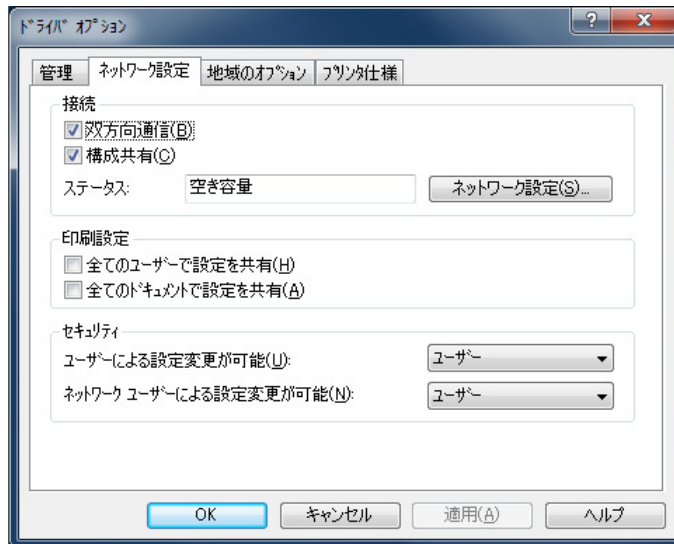 ドライバ オプション
管理 ネットワーク設定 地域のオプション プリンタ仕様
接続
双方向通信(B)
構成共有(C)
ステータス: 空き容量 ネットワーク設定(S)...
印刷設定
全てのユーザーで設定を共有(H)
全てのドキュメントで設定を共有(A)
セキュリティ
ユーザーによる設定変更が可能(U): ユーザー
ネットワーク ユーザーによる設定変更が可能(N): ユーザー
OK キャンセル 適用(A) ヘルプ